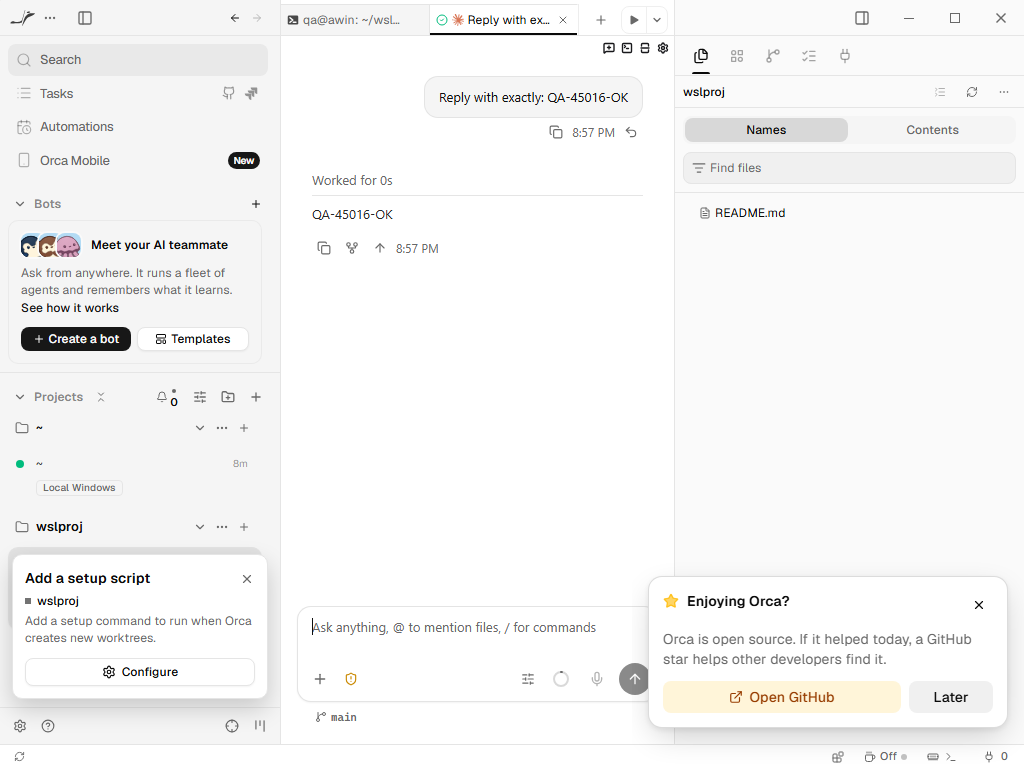 qa@awin: ~/wsl...
Reply with ex...
Search
Tasks
Automations
Orca Mobile
New
Bots
Meet your AI teammate
Ask from anywhere. It runs a fleet of
agents and remembers what it learns.
See how it works
Create a bot
Templates
Projects
0
~
~
8m
Local Windows
wslproj
Add a setup script
wslproj
Add a setup command to run when Orca
creates new worktrees.
Configure
Reply with exactly: QA-45016-OK
8:57 PM
Worked for 0s
QA-45016-OK
8:57 PM
Ask anything, @ to mention files, / for commands
main
wslproj
Names
Contents
Find files
README.md
Enjoying Orca?
Orca is open source. If it helped today, a GitHub
star helps other developers find it.
Open GitHub
Later
Off
0